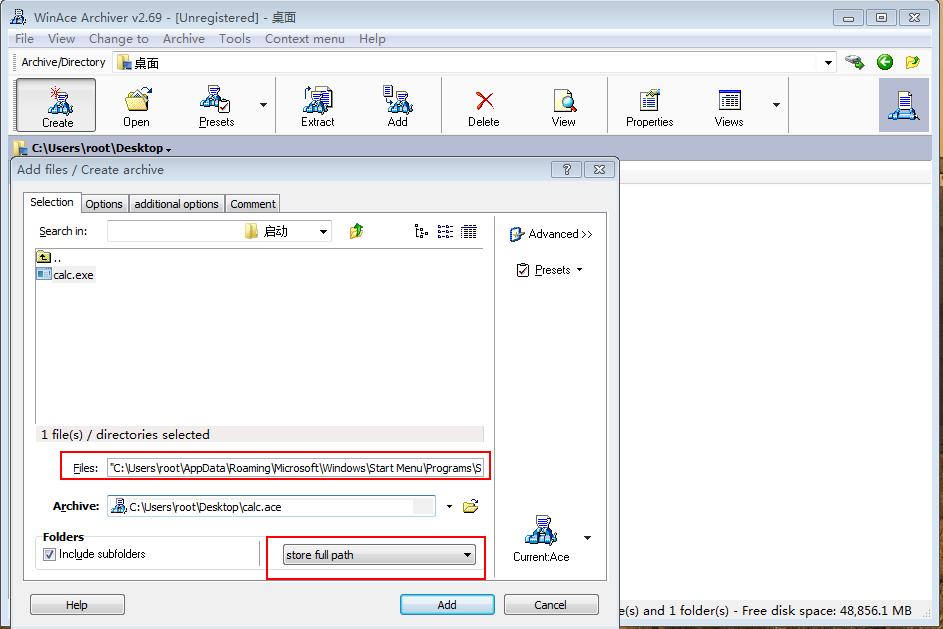 WinAce Archiver v2.69 - [Unregistered] - 桌面
File View Change to Archive Tools Context menu Help
Archive/Directory 桌面
Create Open Presets Extract Add Delete View Properties Views
C:\Users\root\Desktop
Add files / Create archive
Selection Options additional options Comment
Search in: 启动
Advanced >>
..
calc.exe
Presets
1 file(s) / directories selected
Files: "C:\Users\root\AppData\Roaming\Microsoft\Windows\Start Menu\Programs\S
Archive: C:\Users\root\Desktop\calc.ace
Folders
Include subfolders
store full path
Current:Ace
Help Add Cancel
e(s) and 1 folder(s) - Free disk space: 48,856.1 MB